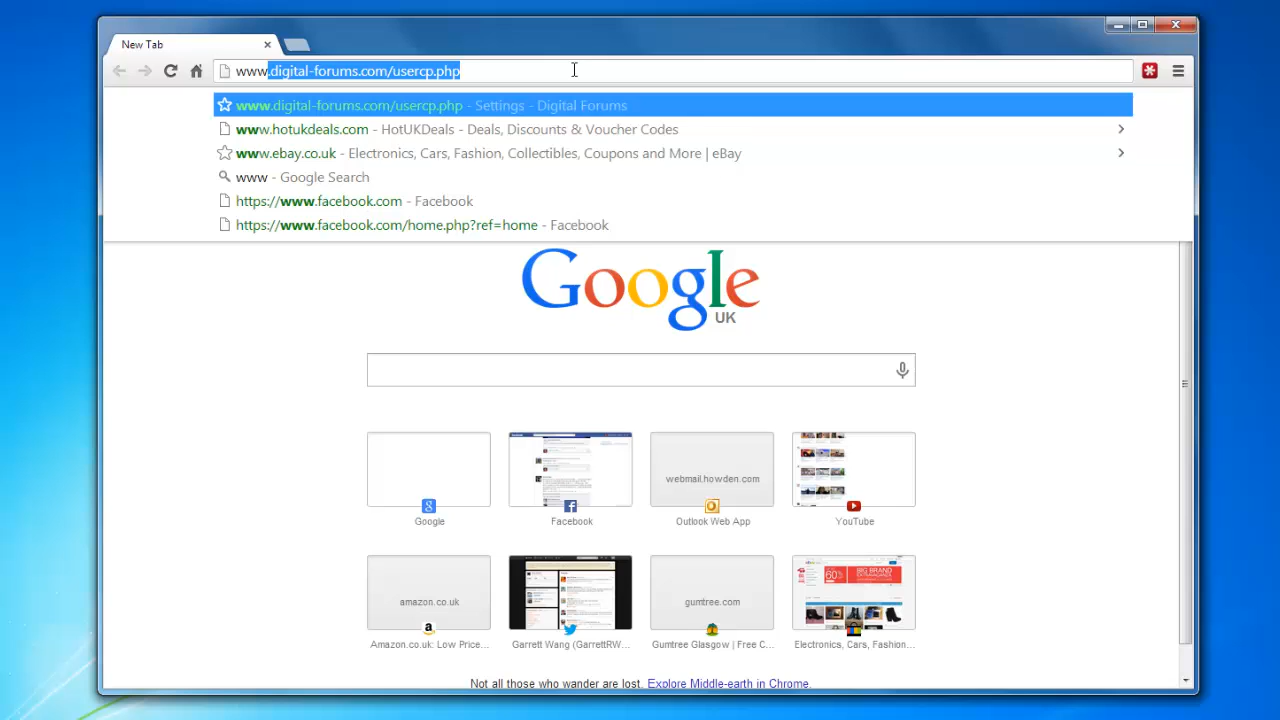 New Tab
www.digital-forums.com/usercp.php
www.digital-forums.com/usercp.php - Settings - Digital Forums
www.hotukdeals.com - HotUKDeals - Deals, Discounts & Voucher Codes
www.ebay.co.uk - Electronics, Cars, Fashion, Collectibles, Coupons and More | eBay
www - Google Search
https://www.facebook.com - Facebook
https://www.facebook.com/home.php?ref=home - Facebook
Google
UK
webmail.howden.com
Google
Facebook
Outlook Web App
YouTube
amazon.co.uk
gumtree.com
BIG BRAND
60%
Amazon.co.uk: Low Price...
Garrett Wang (GarrettRW...
Gumtree Glasgow | Free C...
Electronics, Cars, Fashion...
Not all those who wander are lost. Explore Middle-earth in Chrome.